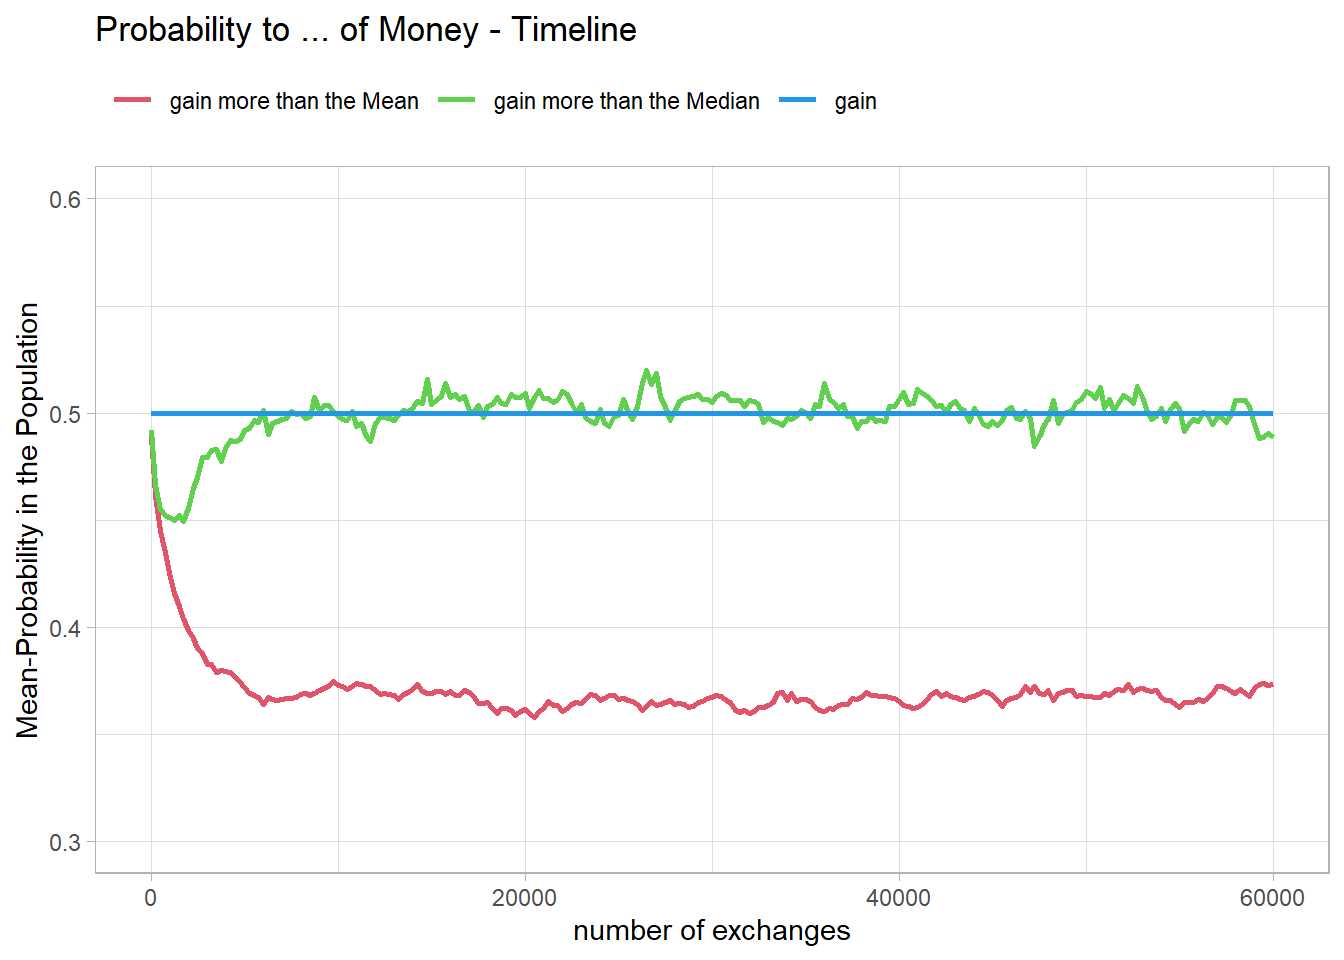 Probability to ... of Money - Timeline
gain more than the Mean gain more than the Median gain
Mean-Probability in the Population
0.6
0.5
0.4
0.3
0 20000 40000 60000
number of exchanges